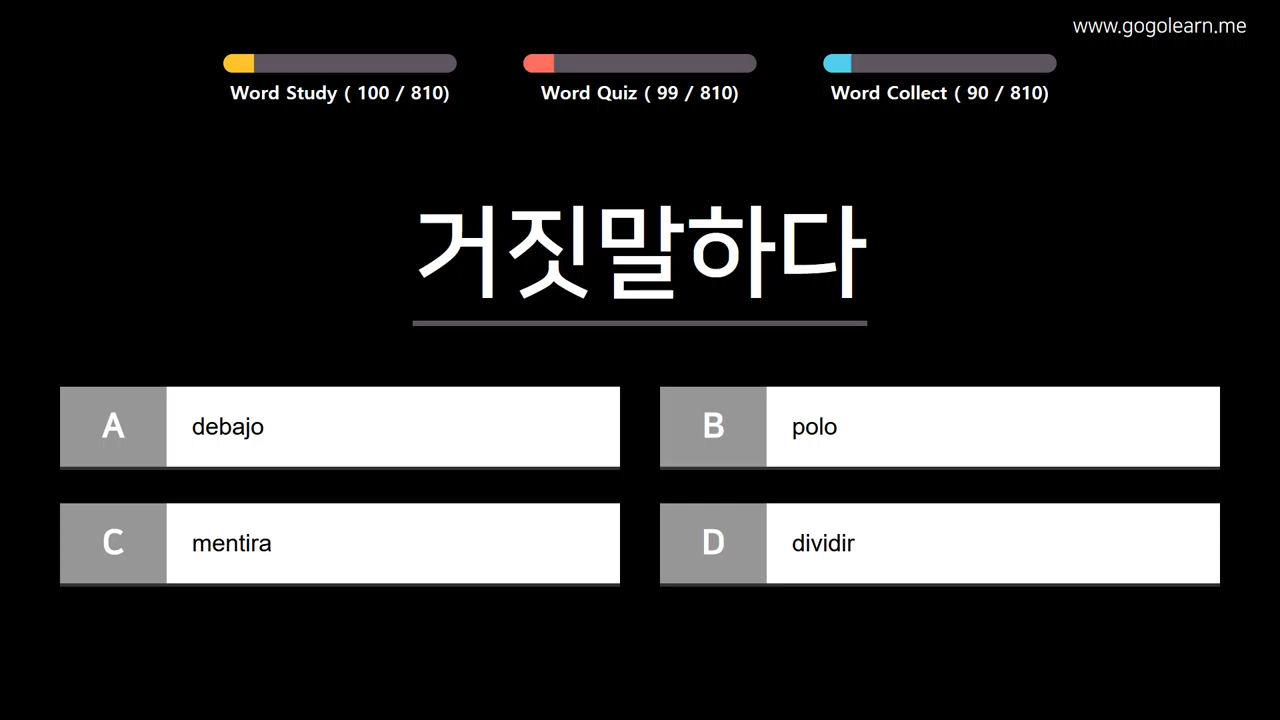 www.gogolearn.me
Word Study ( 100 / 810)
Word Quiz ( 99 / 810)
Word Collect ( 90 / 810)
거짓말하다
A debajo
B polo
C mentira
D dividir